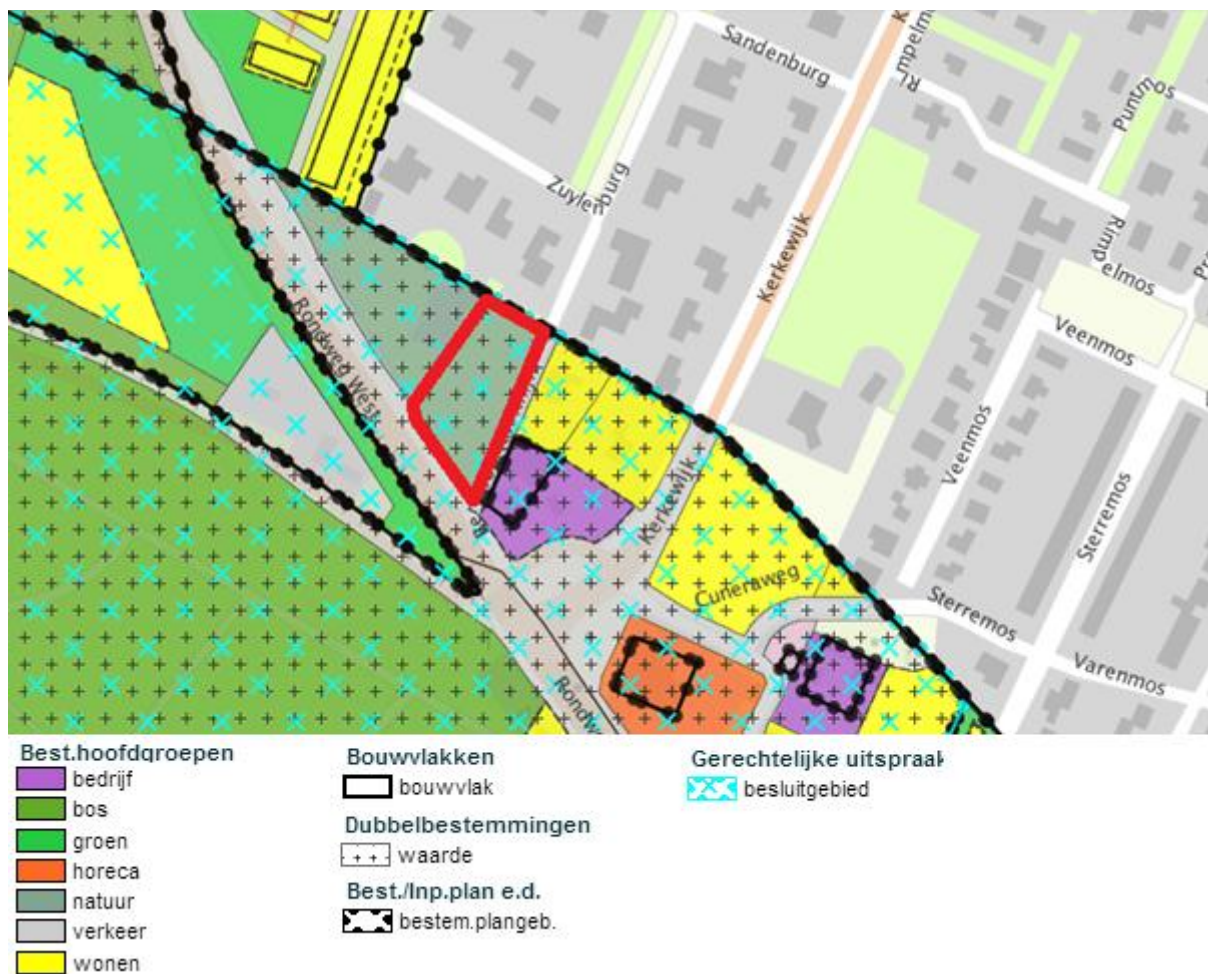 Sandenburg
Puntmos
Zuylenburg
Kerkewijk
Rondweg West
Veenmos
Veenmos
Kerkewijk
Sterremos
Cuneraweg
Sterremos
Varenmos
Best.hoofdgroepen
bedrijf
bos
groen
horeca
natuur
verkeer
wonen
Bouwvlakken
bouwvlak
Dubbelbestemmingen
waarde
Best./Inp.plan e.d.
bestem.plangeb.
Gerechtelijke uitspraak
besluitgebied